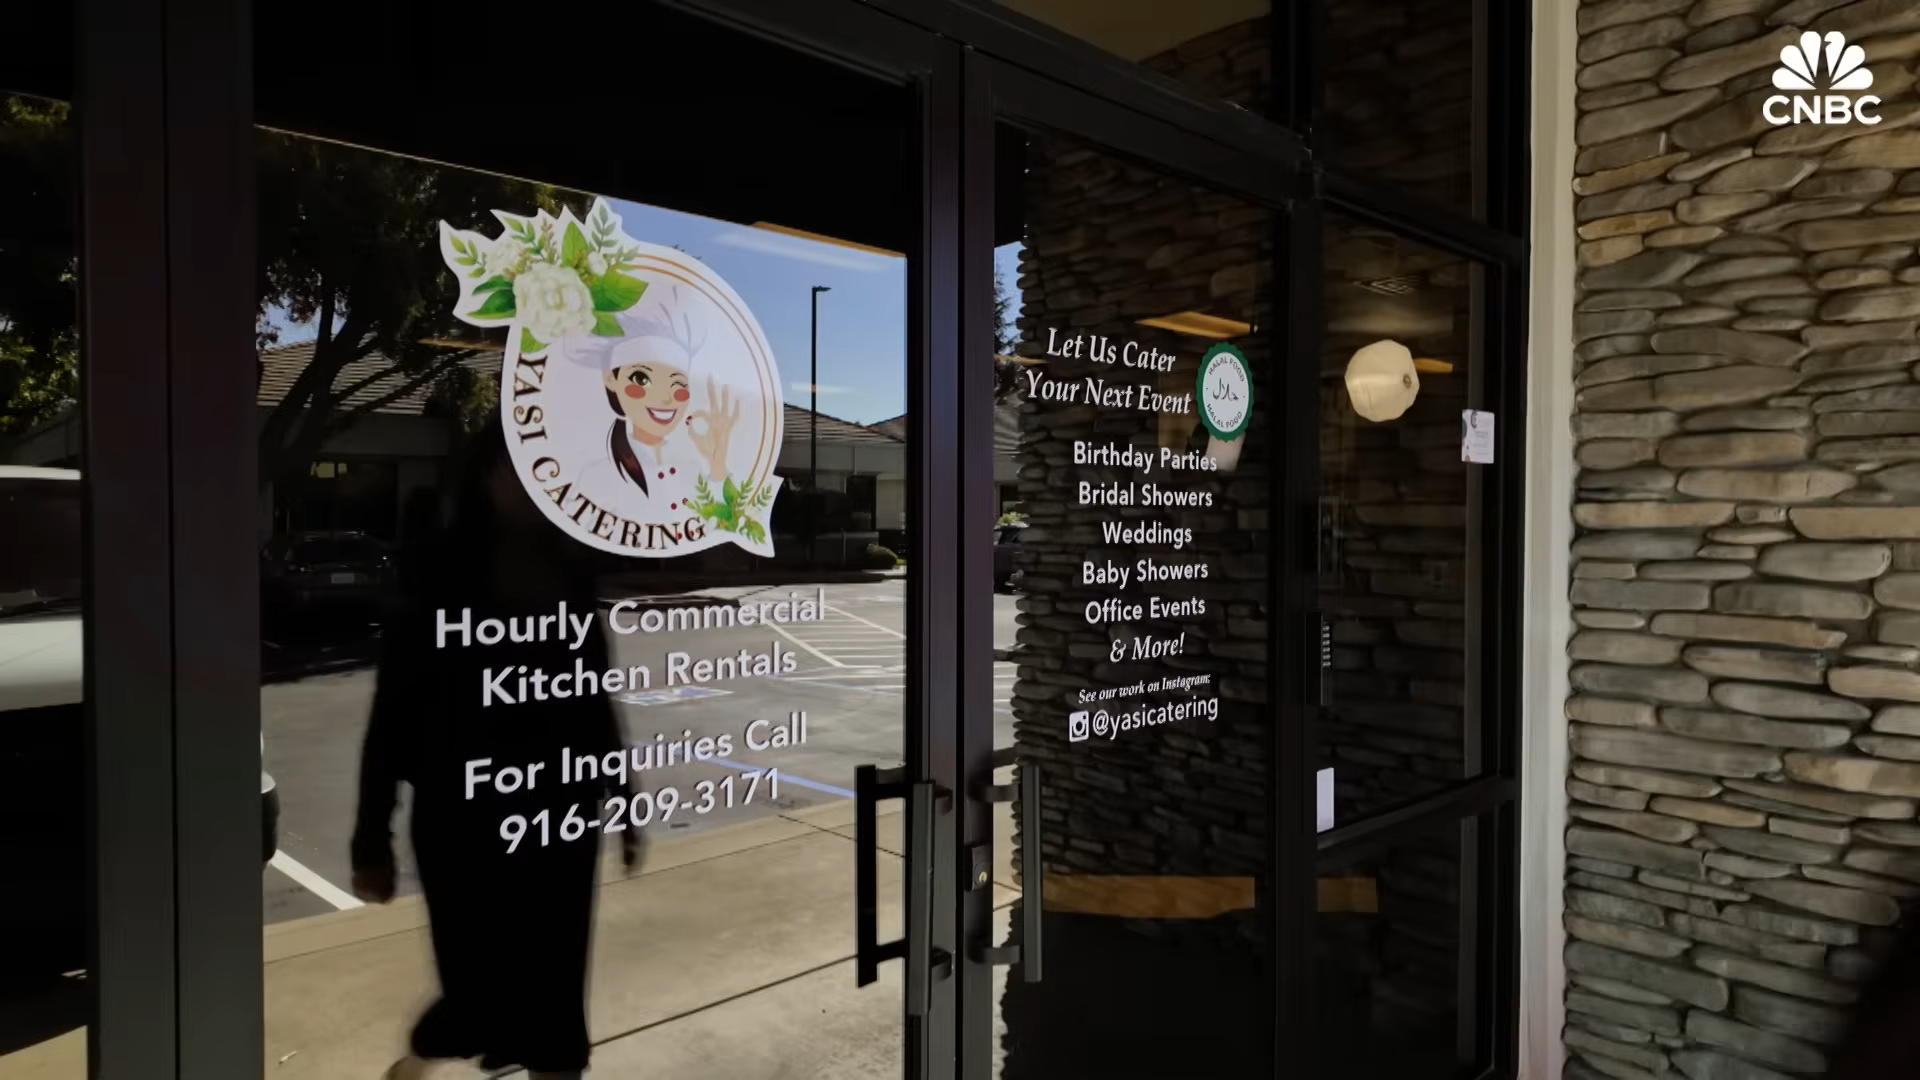 CNBC
YASI CATERING
Hourly Commercial
Kitchen Rentals
For Inquiries Call
916-209-3171
Let Us Cater
Your Next Event
HALAL FOOD
حلال
HALAL FOOD
Birthday Parties
Bridal Showers
Weddings
Baby Showers
Office Events
& More!
See our work on Instagram:
@yasicatering